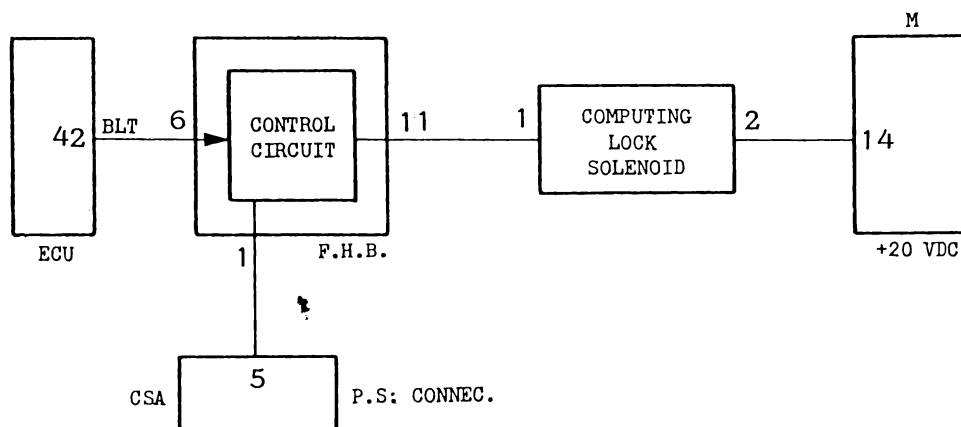 M
42 BLT 6 CONTROL 11 1 COMPUTING 2 14
CIRCUIT LOCK
SOLENOID
ECU 1 F.H.B. +20 VDC
CSA 5 P.S: CONNEC.